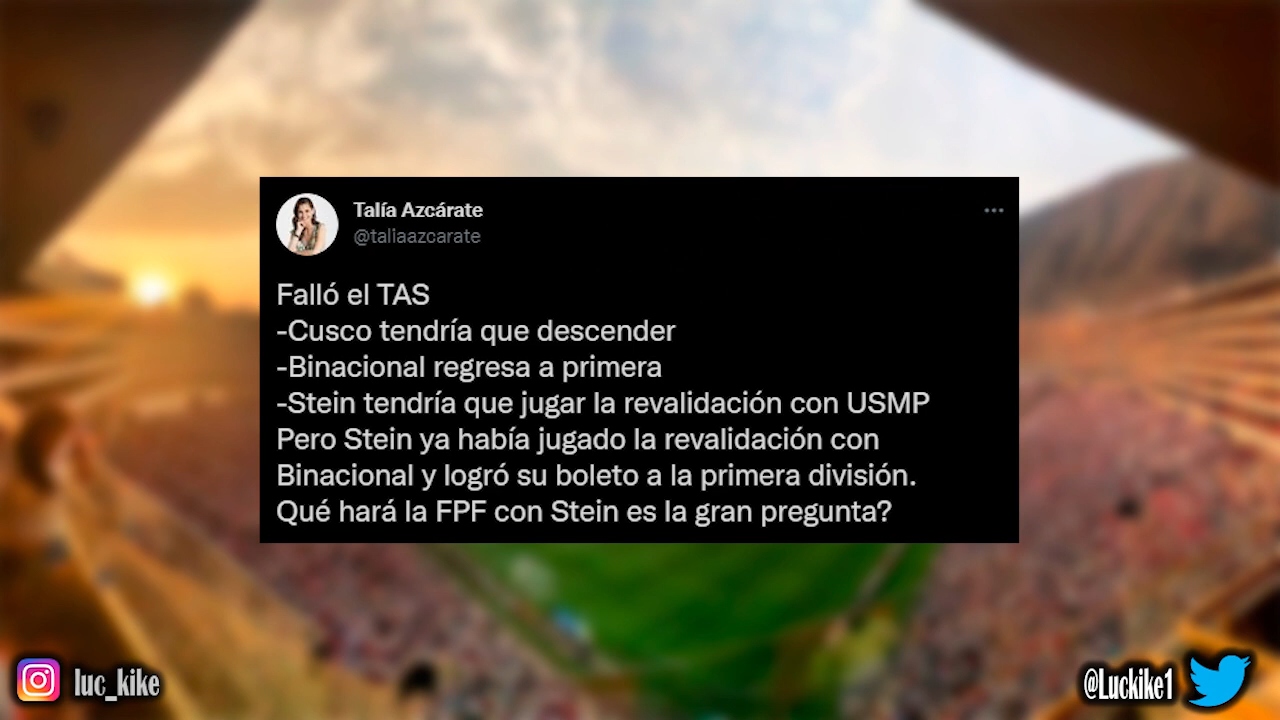 Talía Azcárate
@taliaazcarate
Falló el TAS
-Cusco tendría que descender
-Binacional regresa a primera
-Stein tendría que jugar la revalidación con USMP
Pero Stein ya había jugado la revalidación con
Binacional y logró su boleto a la primera división.
Qué hará la FPF con Stein es la gran pregunta?
luc_kike
@Luckike1